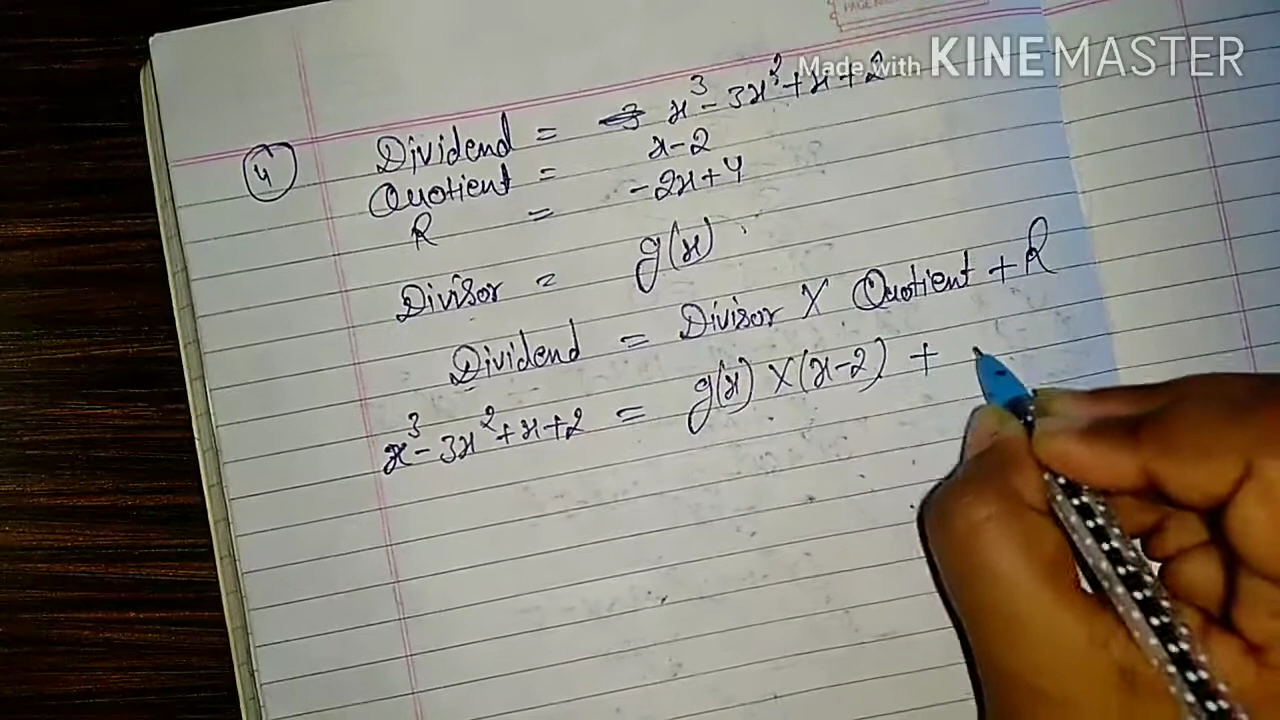 Made with KINEMASTER
④ Dividend = x³ - 3x² + x + 2
Quotient = x - 2
R = -2x + 4
Divisor = g(x).
Dividend = Divisor X Quotient + R
x³ - 3x² + x + 2 = g(x) X (x - 2) +